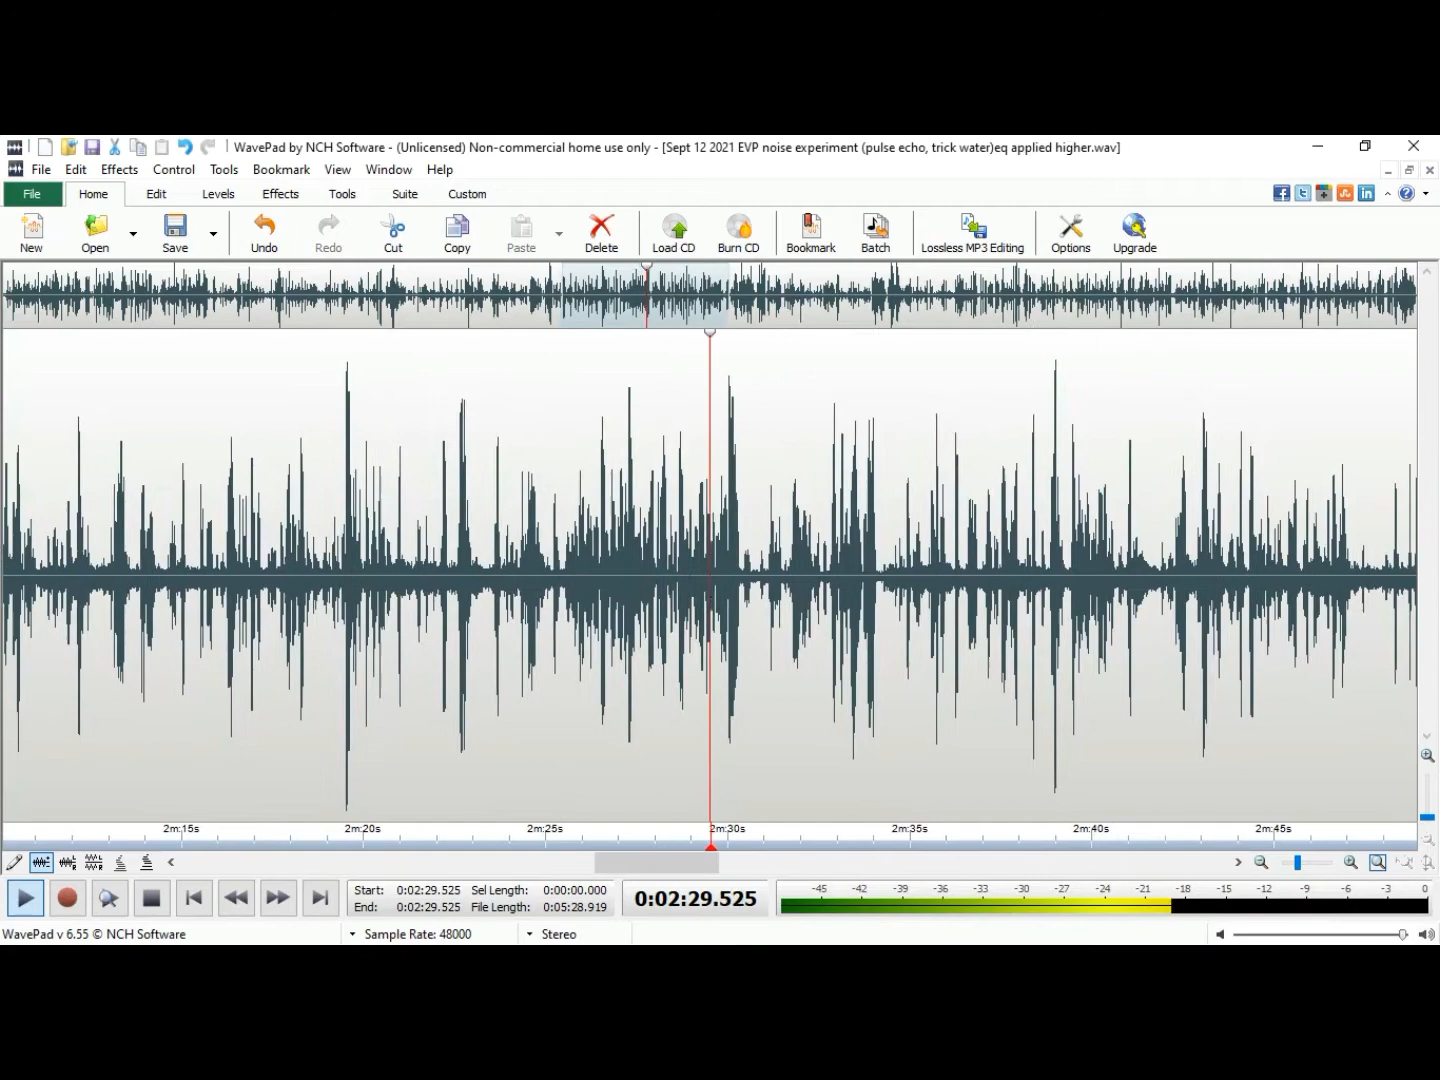 WavePad by NCH Software - (Unlicensed) Non-commercial home use only - [Sept 12 2021 EVP noise experiment (pulse echo, trick water)eq applied higher.wav]
File Edit Effects Control Tools Bookmark View Window Help
File Home Edit Levels Effects Tools Suite Custom
New Open Save Undo Redo Cut Copy Paste Delete Load CD Burn CD Bookmark Batch Lossless MP3 Editing Options Upgrade
2m:15s 2m:20s 2m:25s 2m:30s 2m:35s 2m:40s 2m:45s
Start: 0:02:29.525 Sel Length: 0:00:00.000
End: 0:02:29.525 File Length: 0:05:28.919
0:02:29.525
-45 -42 -39 -36 -33 -30 -27 -24 -21 -18 -15 -12 -9 -6 -3 0
WavePad v 6.55 © NCH Software Sample Rate: 48000 Stereo